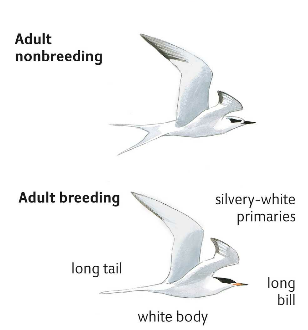 Adult
nonbreeding
Adult breeding
silvery-white
primaries
long tail
long
bill
white body